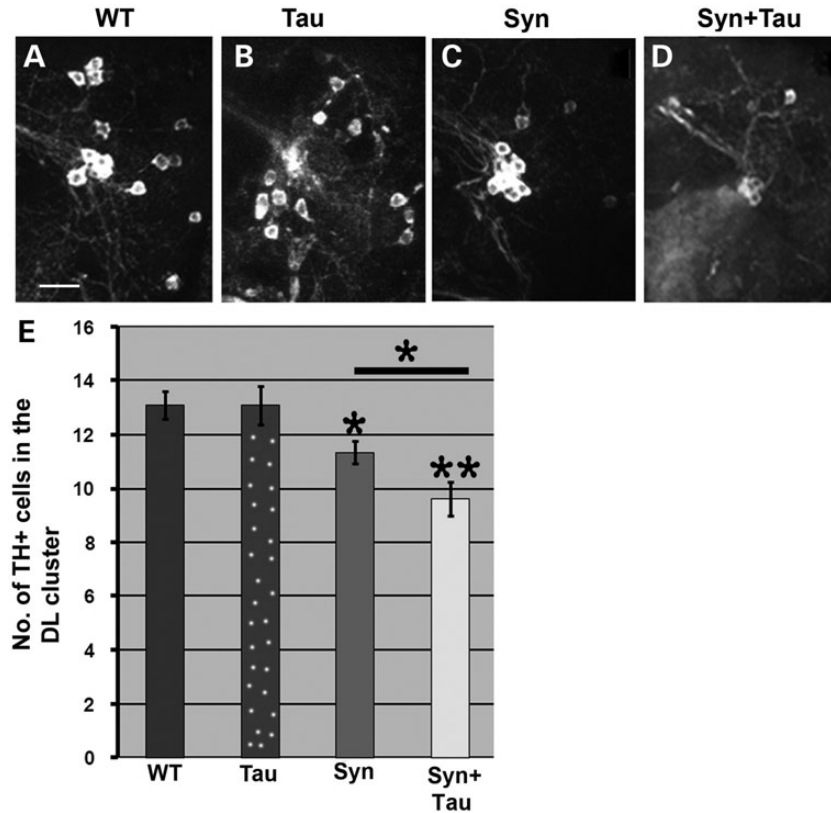 WT Tau Syn Syn+Tau
A B C D
E
16
14
12
10
8
6
4
2
0
No. of TH+ cells in the
DL cluster
*
*
**
WT Tau Syn Syn+
Tau